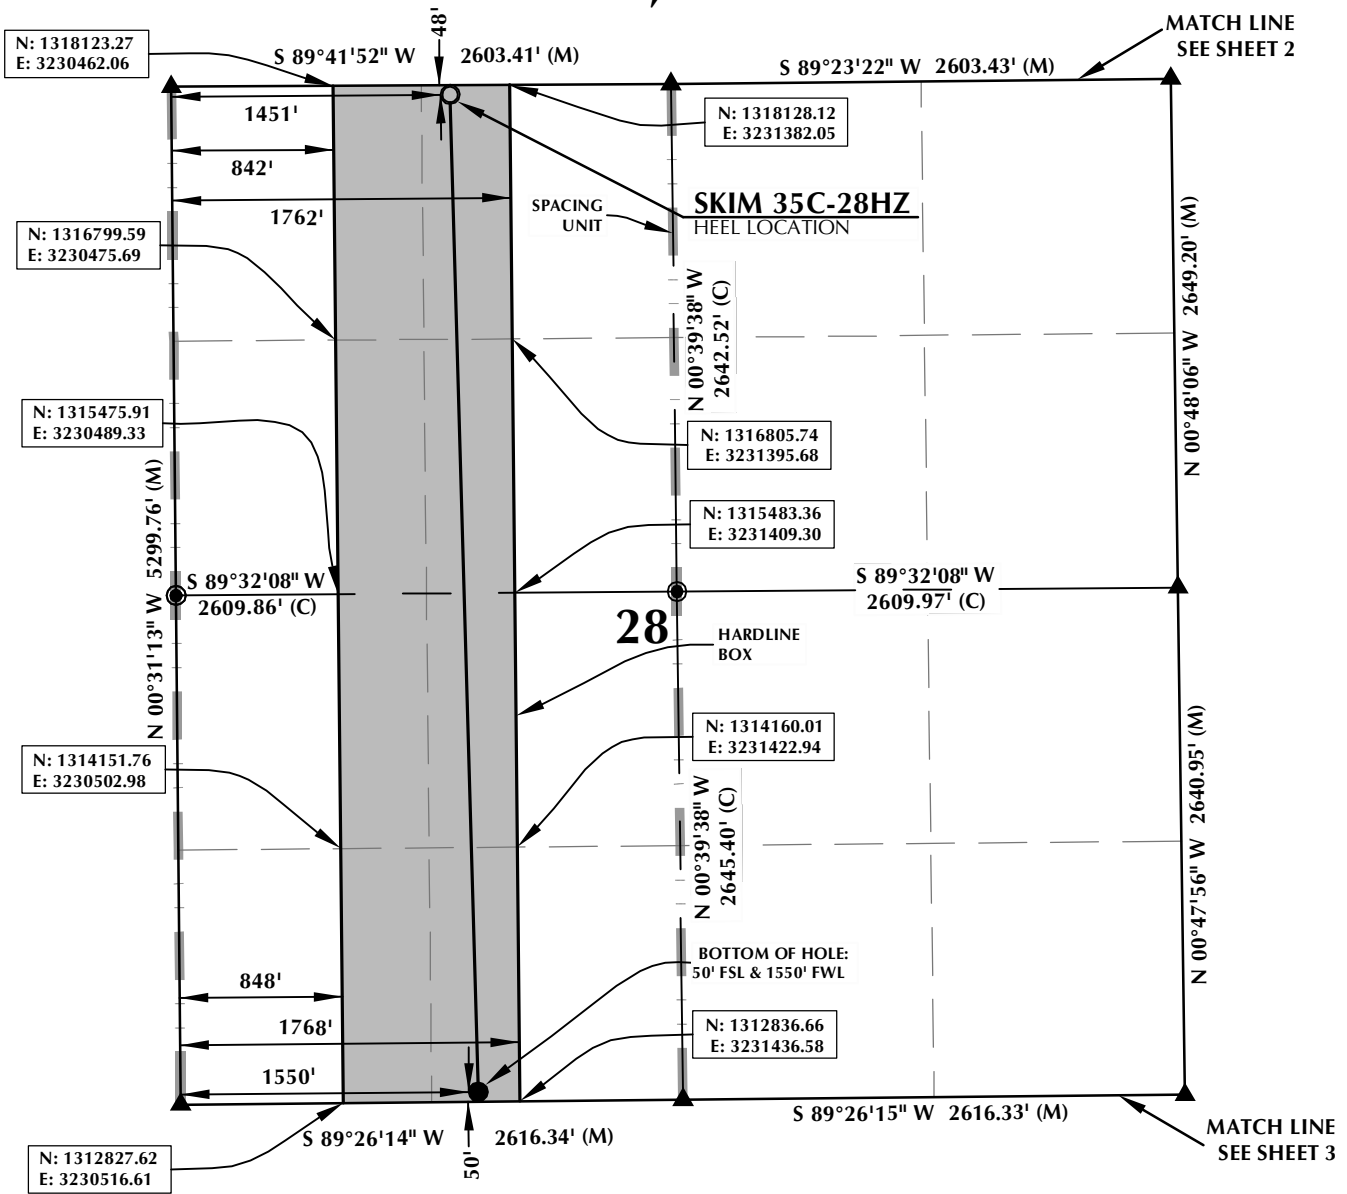 48'
MATCH LINE
SEE SHEET 2
N: 1318123.27
E: 3230462.06
S 89°41'52" W 2603.41' (M)
S 89°23'22" W 2603.43' (M)
1451'
N: 1318128.12
E: 3231382.05
842'
SPACING
UNIT
SKIM 35C-28HZ
HEEL LOCATION
1762'
N: 1316799.59
E: 3230475.69
N 00°39'38" W
2642.52' (C)
N 00°48'06" W 2649.20' (M)
N: 1315475.91
E: 3230489.33
N: 1316805.74
E: 3231395.68
N 00°31'13" W 5299.76' (M)
N: 1315483.36
E: 3231409.30
S 89°32'08" W
2609.86' (C)
S 89°32'08" W
2609.97' (C)
28
HARDLINE
BOX
N: 1314151.76
E: 3230502.98
N: 1314160.01
E: 3231422.94
N 00°39'38" W
2645.40' (C)
N 00°47'56" W 2640.95' (M)
848'
BOTTOM OF HOLE:
50' FSL & 1550' FWL
1768'
N: 1312836.66
E: 3231436.58
1550'
S 89°26'14" W 2616.34' (M)
50'
S 89°26'15" W 2616.33' (M)
MATCH LINE
SEE SHEET 3
N: 1312827.62
E: 3230516.61